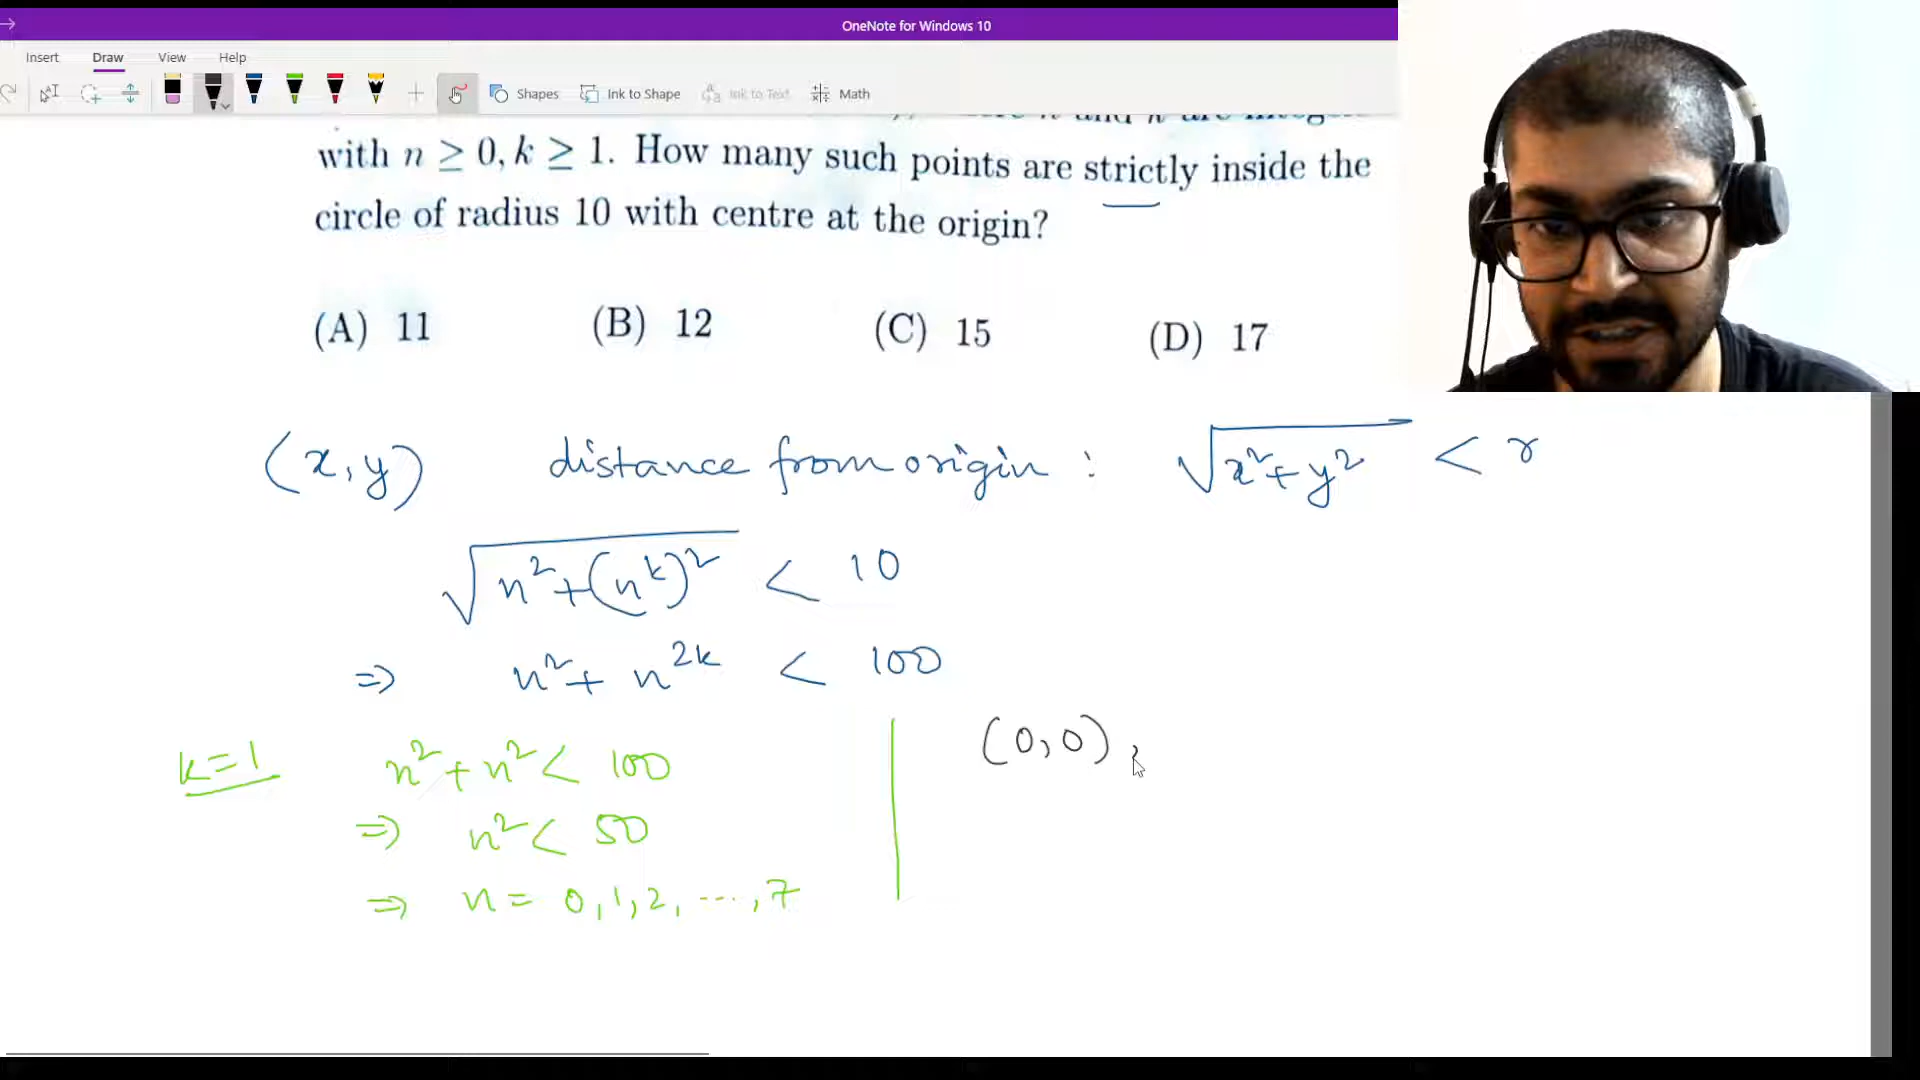 OneNote for Windows 10
Insert Draw View Help
Shapes Ink to Shape Ink to Text Math
with n ≥ 0, k ≥ 1. How many such points are strictly inside the
circle of radius 10 with centre at the origin?
(A) 11 (B) 12 (C) 15 (D) 17
(x, y) distance from origin : √(x²+y²) < r
√(n²+(n^k)²) < 10
⇒ n²+ n^2k < 100
k=1 n²+n² < 100
⇒ n² < 50
⇒ n = 0, 1, 2, ..., 7
(0, 0),